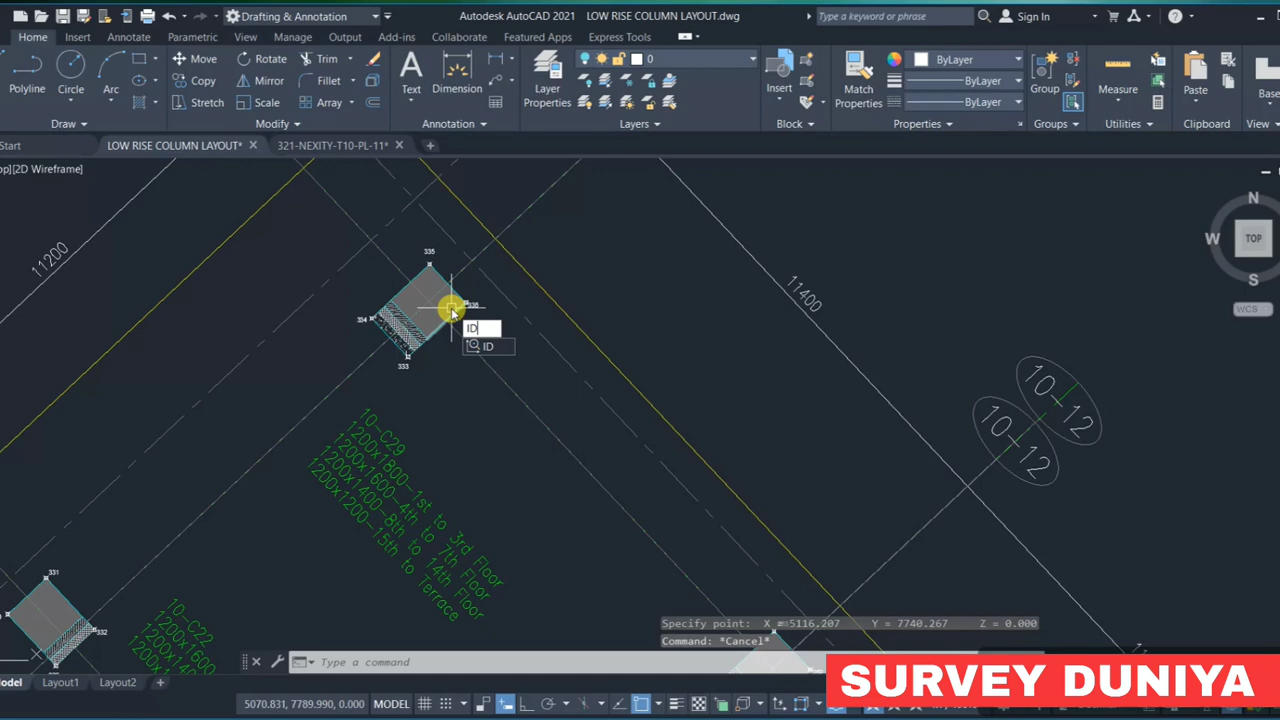 Drafting & Annotation
Autodesk AutoCAD 2021 LOW RISE COLUMN LAYOUT.dwg
Type a keyword or phrase
Sign In
Home Insert Annotate Parametric View Manage Output Add-ins Collaborate Featured Apps Express Tools
Polyline Circle Arc
Move Rotate Trim
Copy Mirror Fillet
Stretch Scale Array
Text Dimension
Layer Properties
0
Insert
Match Properties
ByLayer
ByLayer
ByLayer
Group
Measure
Paste
Base
Draw Modify Annotation Layers Block Properties Groups Utilities Clipboard View
Start LOW RISE COLUMN LAYOUT* 321-NEXITY-T10-PL-11*
op][2D Wireframe]
N
W TOP
S
WCS
11200
11400
335
336
334
333
ID
ID
10-12
10-12
10-C29
1200x1800-1st to 3rd Floor
1200x1600-4th to 7th Floor
1200x1400-8th to 14th Floor
1200x1200-15th to Terrace
331
332
10-C22
1200x1600
Specify point: X = 5116.207 Y = 7740.267 Z = 0.000
Command: *Cancel*
Type a command
Model Layout1 Layout2
5070.831, 7789.990, 0.000 MODEL
SURVEY DUNIYA